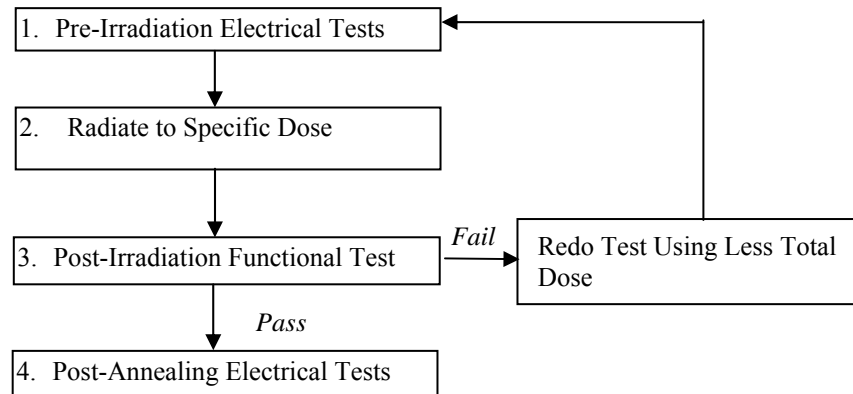 1. Pre-Irradiation Electrical Tests
2. Radiate to Specific Dose
3. Post-Irradiation Functional Test
Fail
Redo Test Using Less Total
Dose
Pass
4. Post-Annealing Electrical Tests